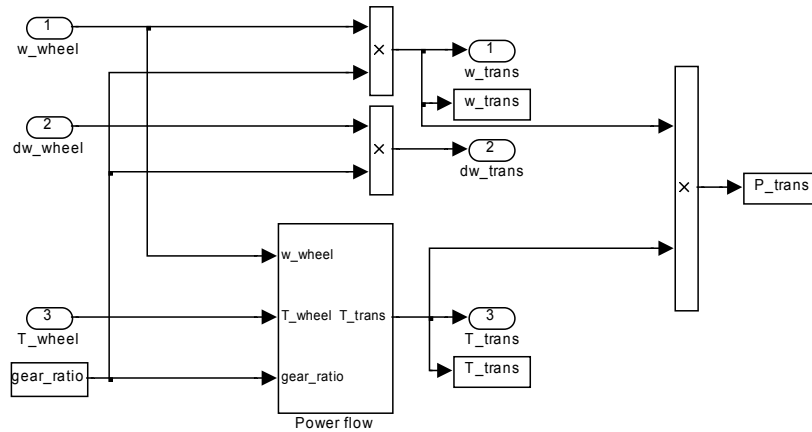 1
w_wheel
×
1
w_trans
w_trans
2
dw_wheel
×
2
dw_trans
×
P_trans
w_wheel
3
T_wheel
T_wheel
T_trans
3
T_trans
gear_ratio
gear_ratio
T_trans
Power flow